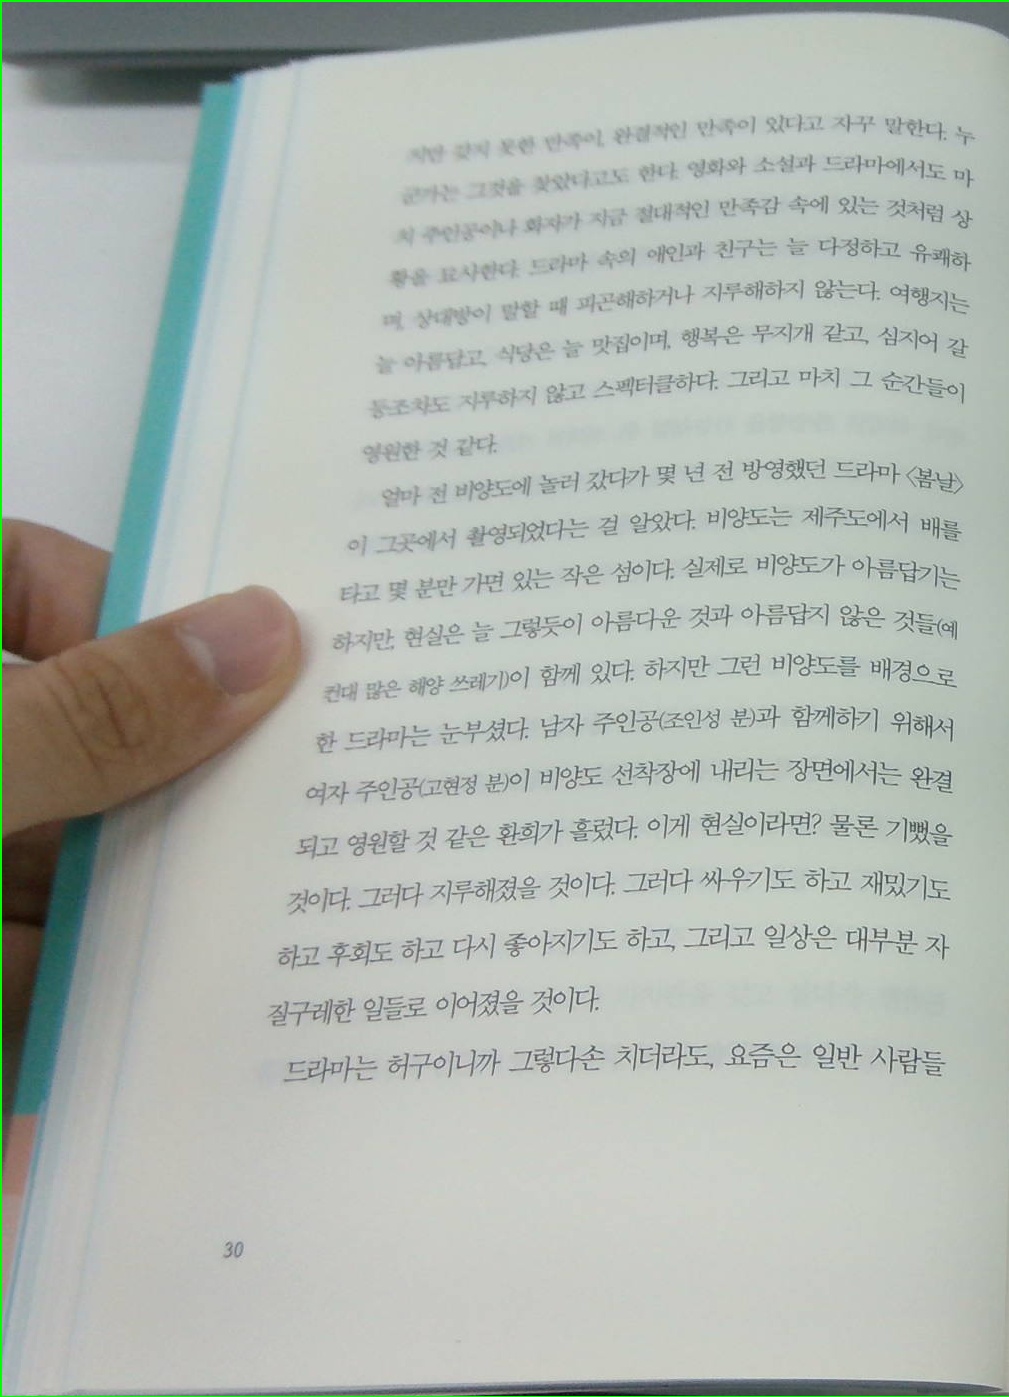 지만 갖지 못한 만족이, 완결적인 만족이 있다고 자꾸 말한다. 누
군가는 그것을 찾았다고도 한다. 영화와 소설과 드라마에서도 마
치 주인공이나 화자가 지금 절대적인 만족감 속에 있는 것처럼 상
황을 묘사한다. 드라마 속의 애인과 친구는 늘 다정하고 유쾌하
며, 상대방이 말할 때 피곤해하거나 지루해하지 않는다. 여행지는
늘 아름답고, 식당은 늘 맛집이며, 행복은 무지개 같고, 심지어 갈
등조차도 지루하지 않고 스펙터클하다. 그리고 마치 그 순간들이
영원한 것 같다.
얼마 전 비양도에 놀러 갔다가 몇 년 전 방영했던 드라마 〈봄날〉
이 그곳에서 촬영되었다는 걸 알았다. 비양도는 제주도에서 배를
타고 몇 분만 가면 있는 작은 섬이다. 실제로 비양도가 아름답기는
하지만, 현실은 늘 그렇듯이 아름다운 것과 아름답지 않은 것들(예
컨대 많은 해양 쓰레기)이 함께 있다. 하지만 그런 비양도를 배경으로
한 드라마는 눈부셨다. 남자 주인공(조인성 분)과 함께하기 위해서
여자 주인공(고현정 분)이 비양도 선착장에 내리는 장면에서는 완결
되고 영원할 것 같은 환희가 흘렀다. 이게 현실이라면? 물론 기뻤을
것이다. 그러다 지루해졌을 것이다. 그러다 싸우기도 하고 재밌기도
하고 후회도 하고 다시 좋아지기도 하고, 그리고 일상은 대부분 자
질구레한 일들로 이어졌을 것이다.
드라마는 허구이니까 그렇다손 치더라도, 요즘은 일반 사람들
30